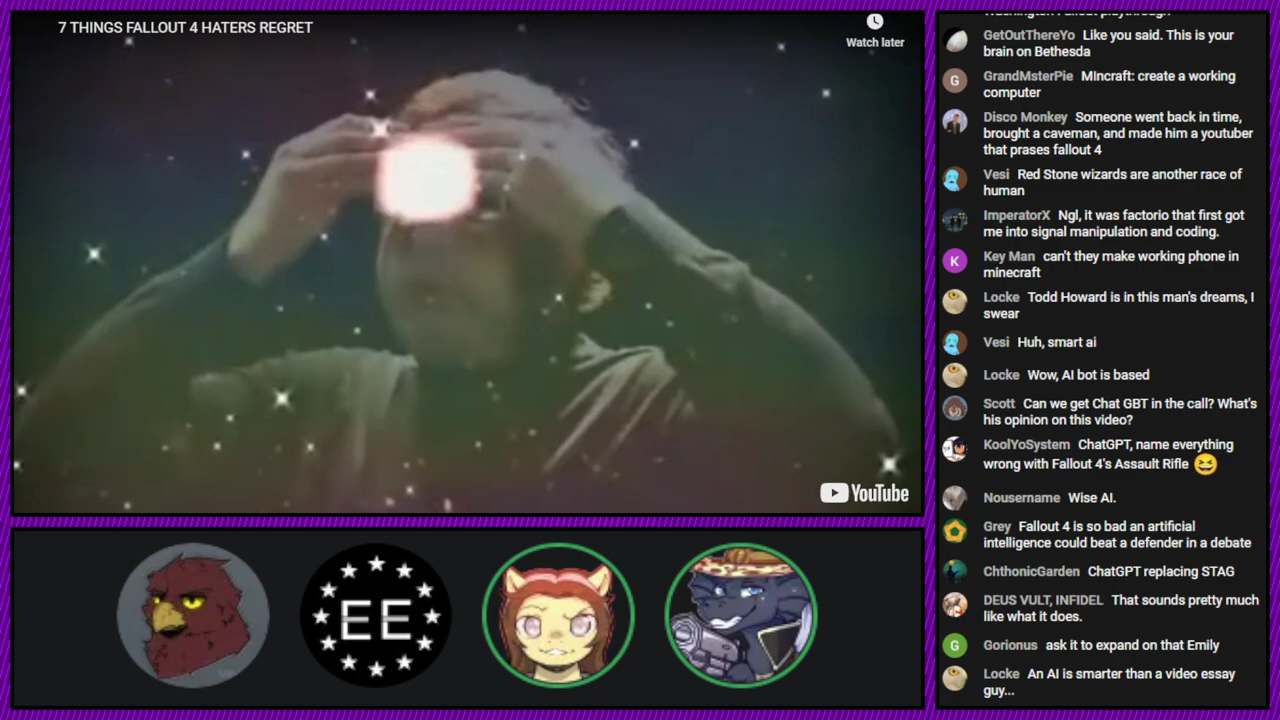 7 THINGS FALLOUT 4 HATERS REGRET
Watch later
YouTube
EE
GetOutThereYo Like you said. This is your
brain on Bethesda
G
GrandMsterPie MIncraft: create a working
computer
Disco Monkey Someone went back in time,
brought a caveman, and made him a youtuber
that prases fallout 4
Vesi Red Stone wizards are another race of
human
ImperatorX Ngl, it was factorio that first got
me into signal manipulation and coding.
K
Key Man can't they make working phone in
minecraft
Locke Todd Howard is in this man's dreams, I
swear
Vesi Huh, smart ai
Locke Wow, AI bot is based
Scott Can we get Chat GBT in the call? What's
his opinion on this video?
KoolYoSystem ChatGPT, name everything
wrong with Fallout 4's Assault Rifle
Nousername Wise AI.
Grey Fallout 4 is so bad an artificial
intelligence could beat a defender in a debate
ChthonicGarden ChatGPT replacing STAG
DEUS VULT, INFIDEL That sounds pretty much
like what it does.
G
Gorionus ask it to expand on that Emily
Locke An AI is smarter than a video essay
guy...